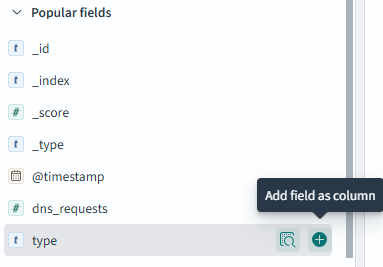 Popular fields
t _id
t _index
# _score
t _type
@timestamp
Add field as column
# dns_requests
t type